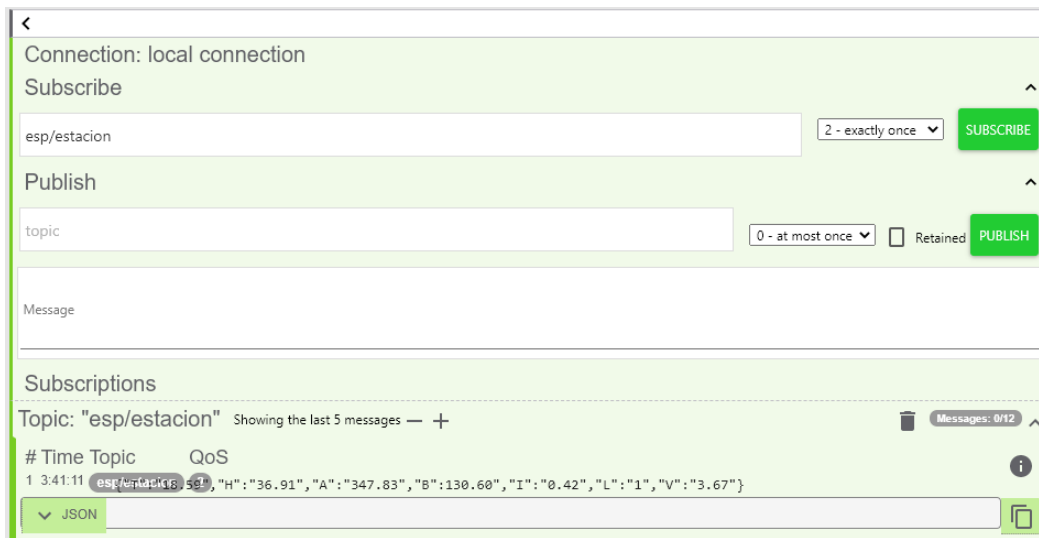 Connection: local connection
Subscribe
esp/estacion
2 - exactly once
SUBSCRIBE
Publish
topic
0 - at most once
Retained
PUBLISH
Message
Subscriptions
Topic: "esp/estacion" Showing the last 5 messages — +
Messages: 0/12
# Time Topic QoS
1 3:41:11 esp/estacion ,"H":"36.91","A":"347.83","B":130.60","I":"0.42","L":"1","V":"3.67"}
JSON